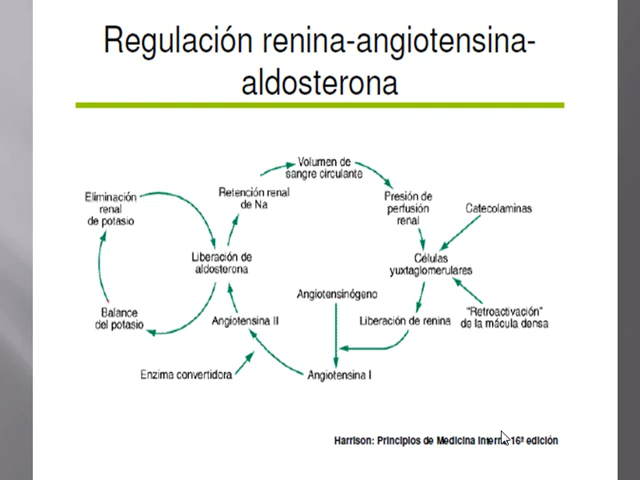 Regulación renina-angiotensina-
aldosterona
Volumen de
sangre circulante
Retención renal
de Na
Presión de
perfusión
renal
Catecolaminas
Eliminación
renal
de potasio
Liberación de
aldosterona
Células
yuxtaglomerulares
Angiotensinógeno
Balance
del potasio
Angiotensina II
Liberación de renina
"Retroactivación"
de la mácula densa
Enzima convertidora
Angiotensina I
Harrison: Principios de Medicina Interna 16ª edición